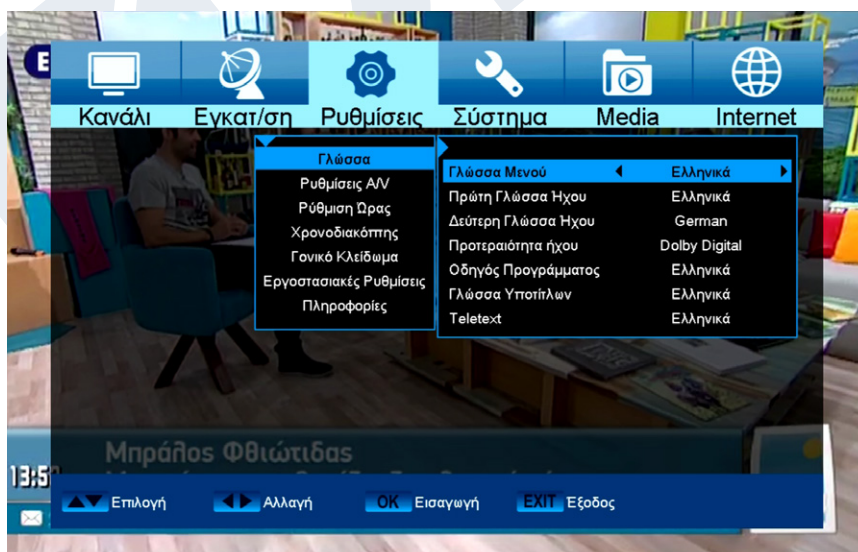 E
Κανάλι Εγκατ/ση Ρυθμίσεις Σύστημα Media Internet
Γλώσσα
Ρυθμίσεις A/V
Ρύθμιση Ώρας
Χρονοδιακόπτης
Γονικό Κλείδωμα
Εργοστασιακές Ρυθμίσεις
Πληροφορίες
Γλώσσα Μενού Ελληνικά
Πρώτη Γλώσσα Ήχου Ελληνικά
Δεύτερη Γλώσσα Ήχου German
Προτεραιότητα ήχου Dolby Digital
Οδηγός Προγράμματος Ελληνικά
Γλώσσα Υποτίτλων Ελληνικά
Teletext Ελληνικά
Μπράλος Φθιώτιδας
13:5
Επιλογή Αλλαγή OK Εισαγωγή EXIT Έξοδος